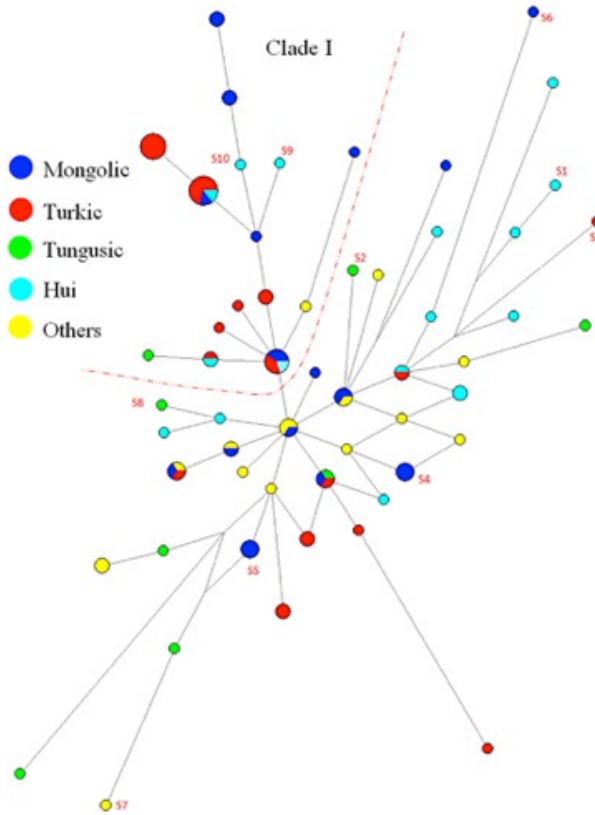 S6
Clade I
S10
S9
Mongolic
S1
Turkic
Tungusic
S2
Hui
Others
S8
S4
S5
S7